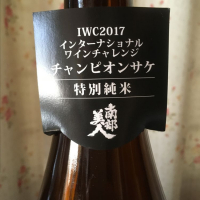 IWC2017
インターナショナル
ワインチャレンジ
チャンピオンサケ
特別純米
南部
美人